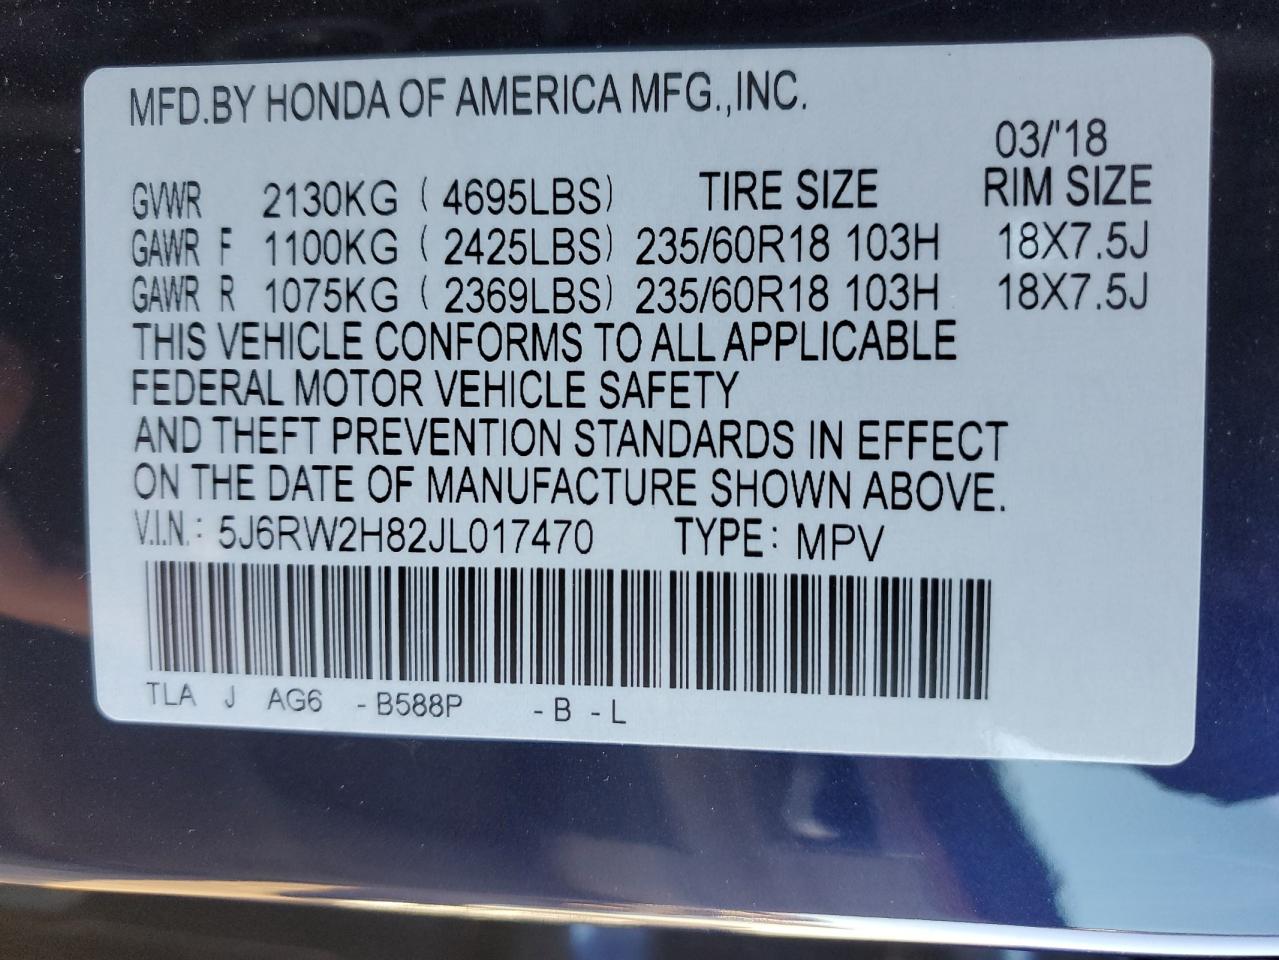 MFD.BY HONDA OF AMERICA MFG.,INC.
03/'18
GVWR 2130KG ( 4695LBS) TIRE SIZE RIM SIZE
GAWR F 1100KG ( 2425LBS) 235/60R18 103H 18X7.5J
GAWR R 1075KG ( 2369LBS) 235/60R18 103H 18X7.5J
THIS VEHICLE CONFORMS TO ALL APPLICABLE
FEDERAL MOTOR VEHICLE SAFETY
AND THEFT PREVENTION STANDARDS IN EFFECT
ON THE DATE OF MANUFACTURE SHOWN ABOVE.
V.I.N.: 5J6RW2H82JL017470 TYPE: MPV
TLA J AG6 -B588P -B -L